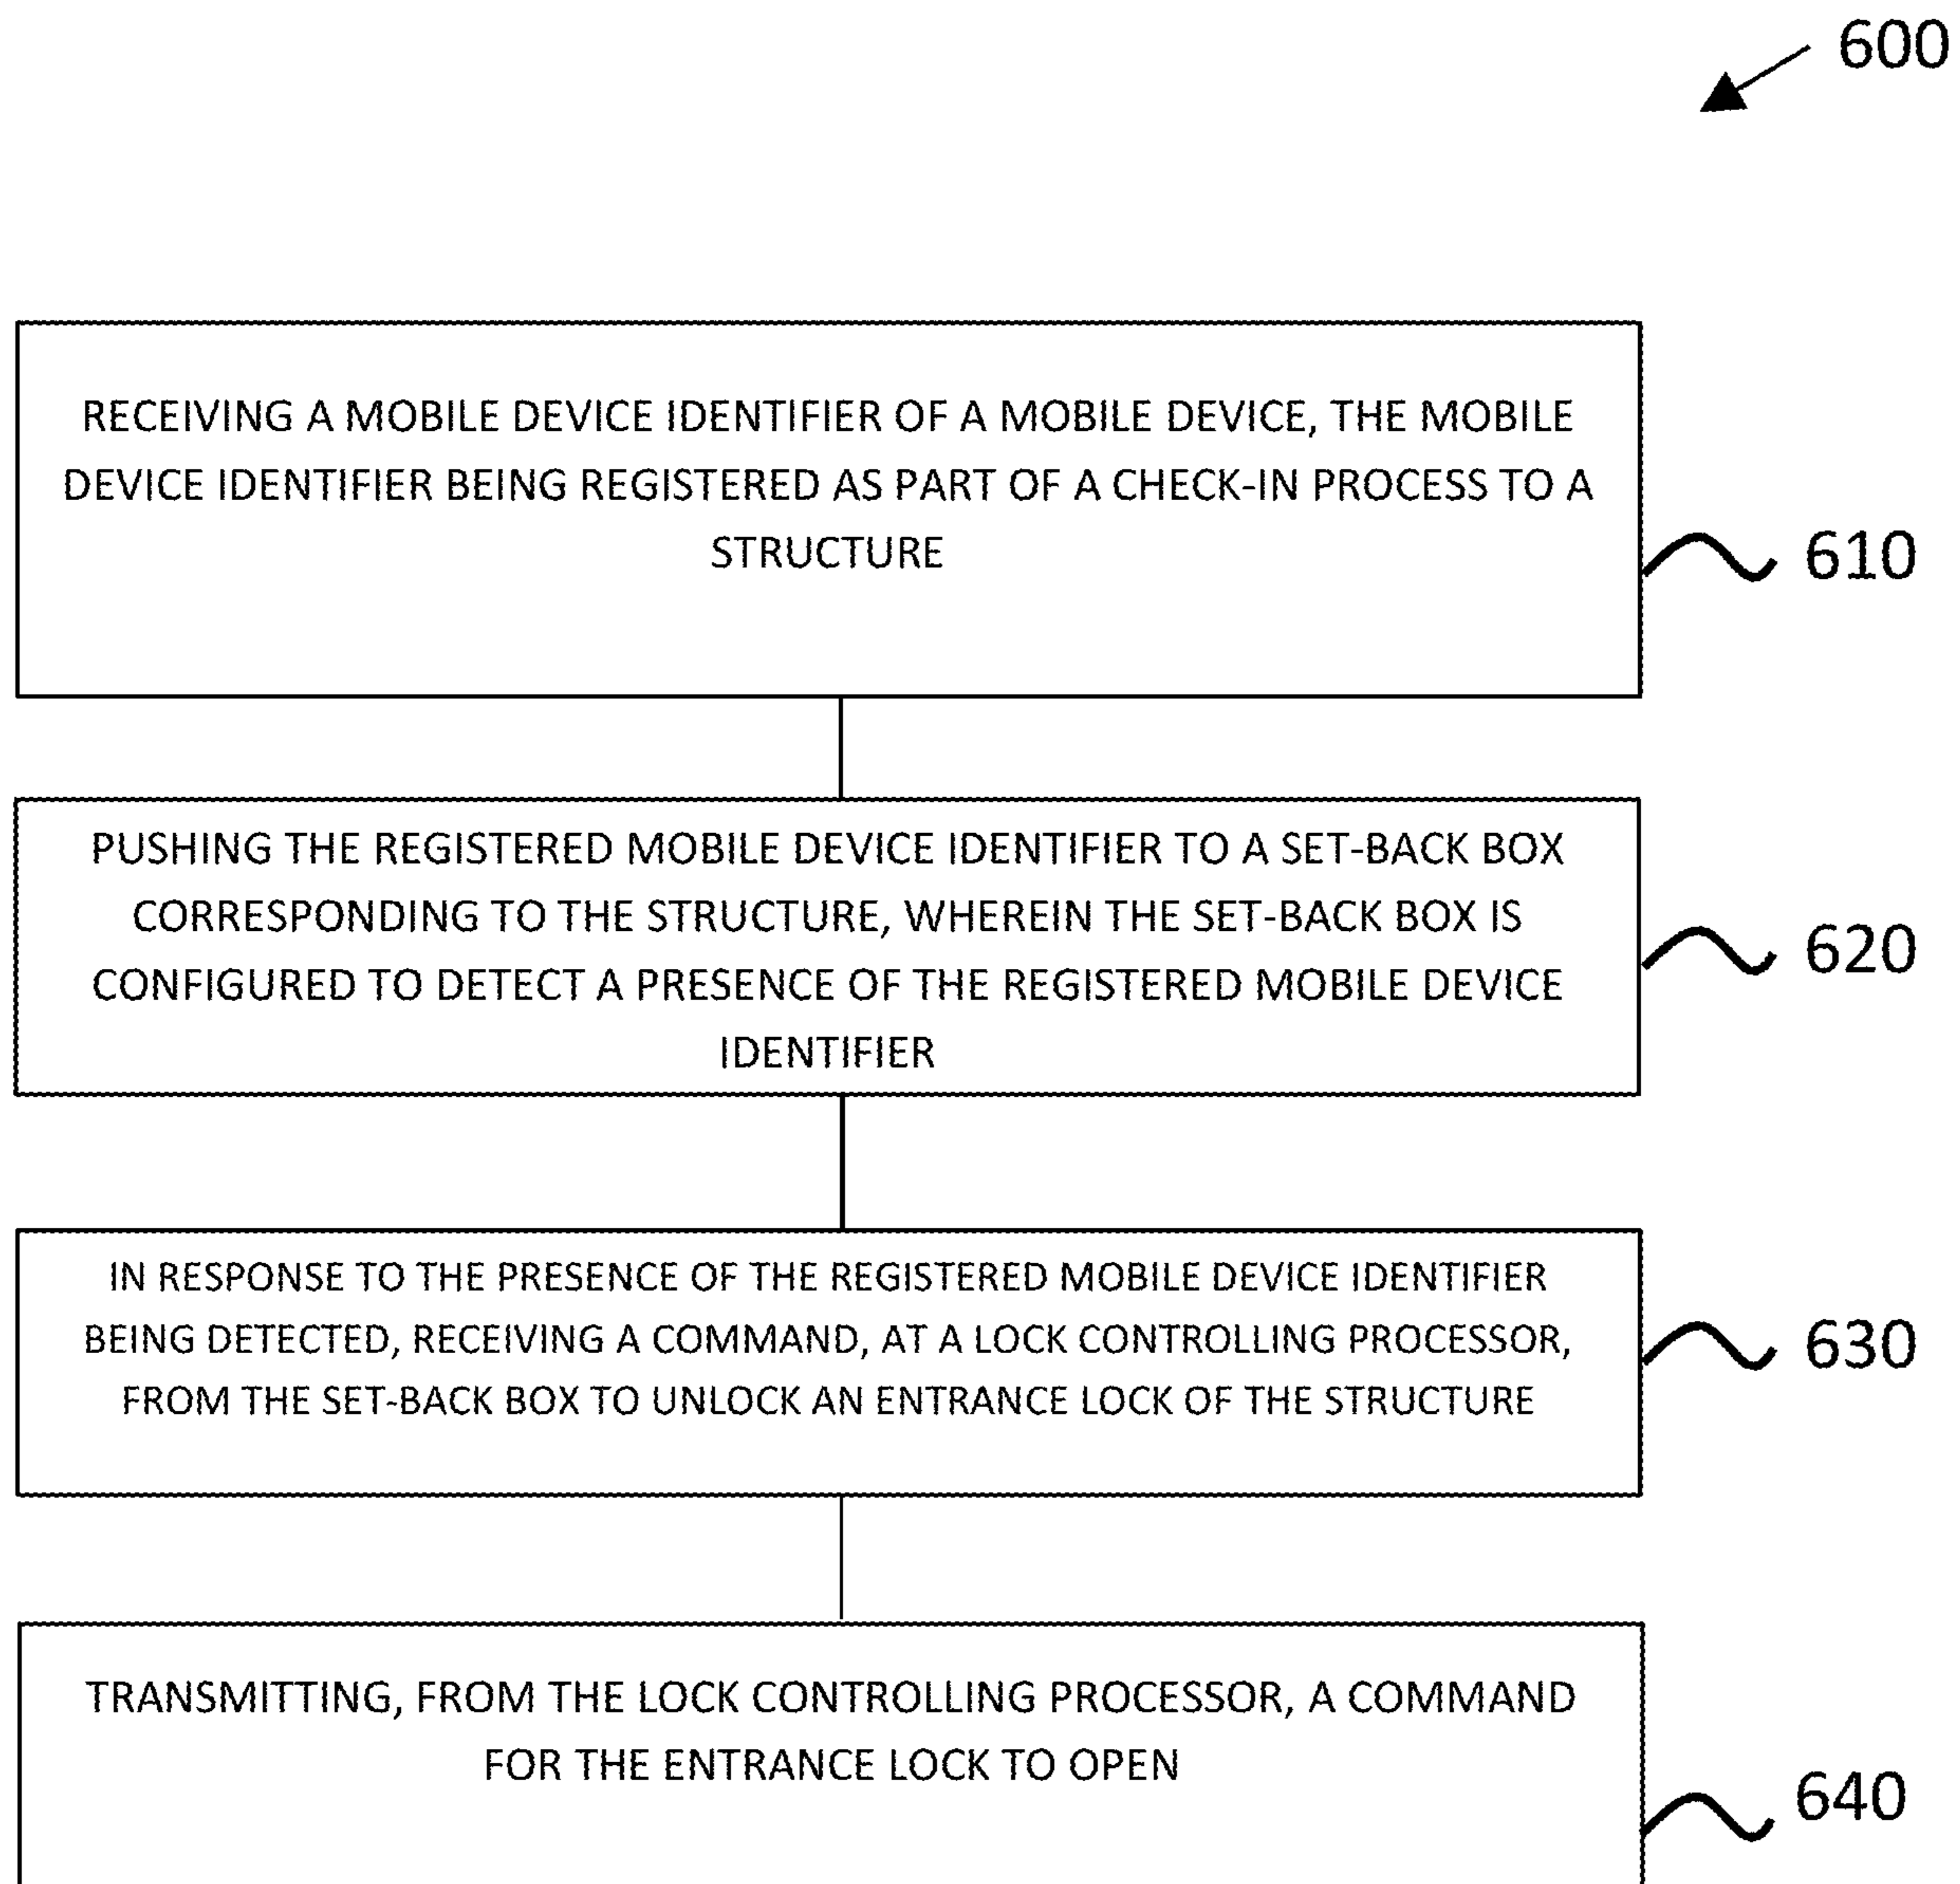 600
RECEIVING A MOBILE DEVICE IDENTIFIER OF A MOBILE DEVICE, THE MOBILE
DEVICE IDENTIFIER BEING REGISTERED AS PART OF A CHECK-IN PROCESS TO A
STRUCTURE
610
PUSHING THE REGISTERED MOBILE DEVICE IDENTIFIER TO A SET-BACK BOX
CORRESPONDING TO THE STRUCTURE, WHEREIN THE SET-BACK BOX IS
CONFIGURED TO DETECT A PRESENCE OF THE REGISTERED MOBILE DEVICE
IDENTIFIER
620
IN RESPONSE TO THE PRESENCE OF THE REGISTERED MOBILE DEVICE IDENTIFIER
BEING DETECTED, RECEIVING A COMMAND, AT A LOCK CONTROLLING PROCESSOR,
FROM THE SET-BACK BOX TO UNLOCK AN ENTRANCE LOCK OF THE STRUCTURE
630
TRANSMITTING, FROM THE LOCK CONTROLLING PROCESSOR, A COMMAND
FOR THE ENTRANCE LOCK TO OPEN
640